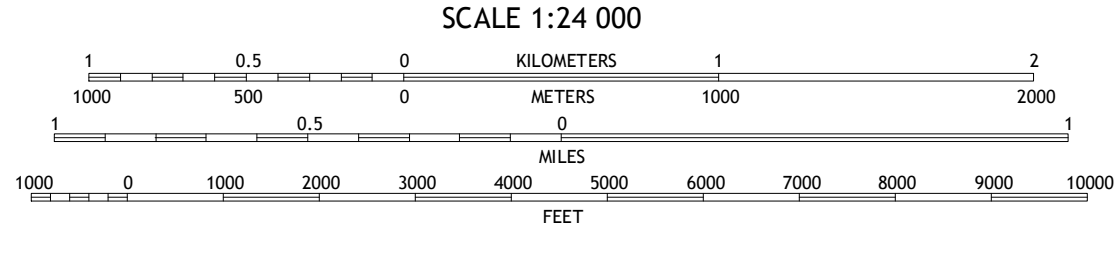 SCALE 1:24 000
1 0.5 0 KILOMETERS 1 2
1000 500 0 METERS 1000 2000
1 0.5 0 1
MILES
1000 0 1000 2000 3000 4000 5000 6000 7000 8000 9000 10000
FEET